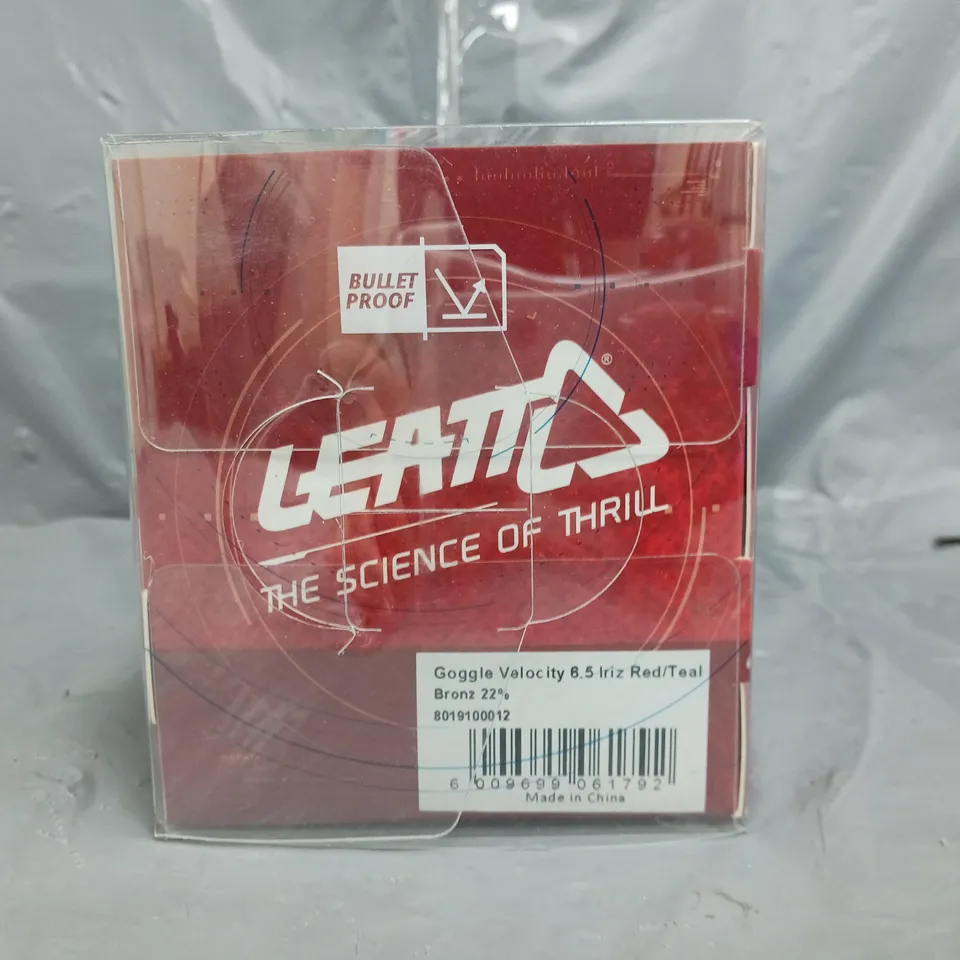 BULLET
PROOF
LEATT®
THE SCIENCE OF THRILL
Goggle Velocity 6.5 Iriz Red/Teal
Bronz 22%
8019100012
6 009699 061792
Made in China